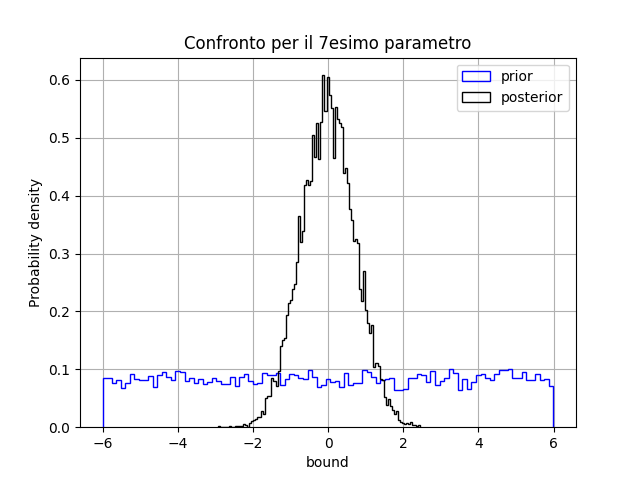 Confronto per il 7esimo parametro
prior
posterior
0.6
0.5
0.4
0.3
0.2
0.1
0.0
Probability density
−6
−4
−2
0
2
4
6
bound